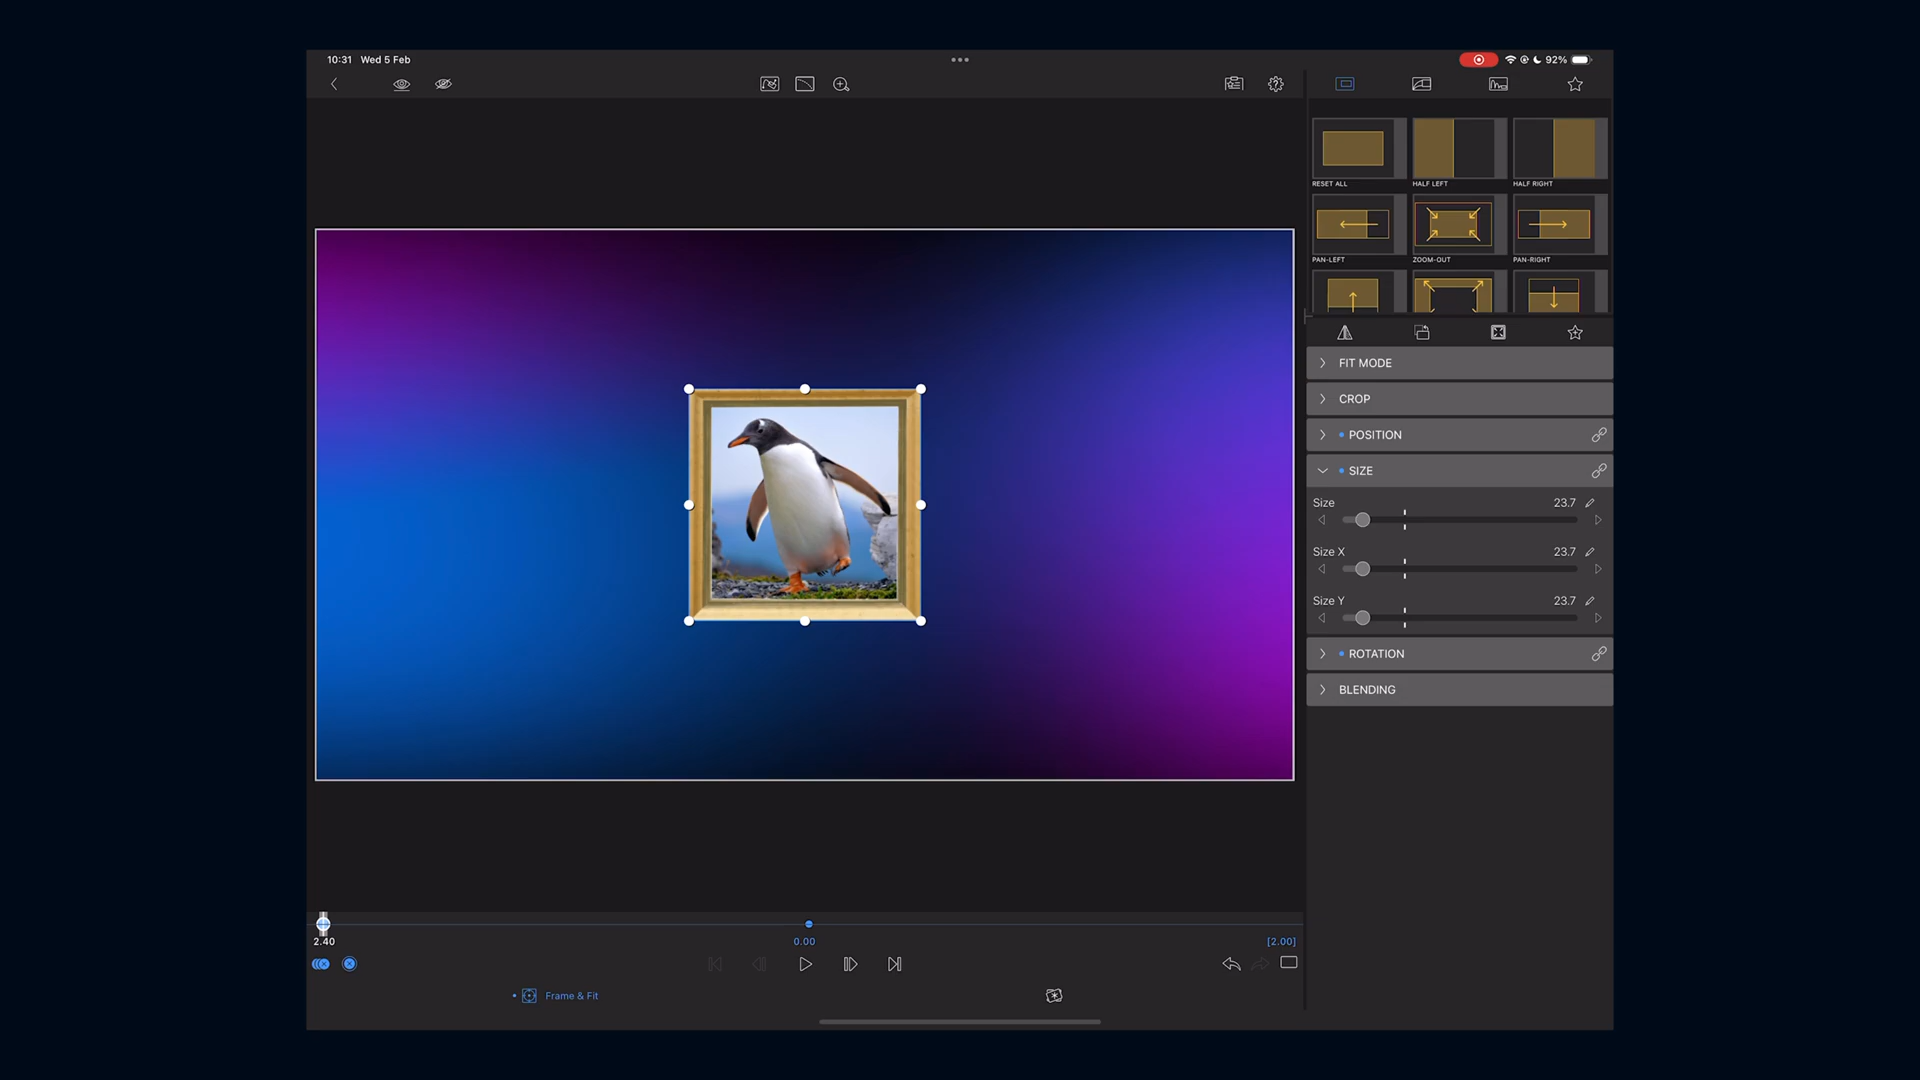 10:31 Wed 5 Feb
92%
RESET ALL
HALF LEFT
HALF RIGHT
PAN-LEFT
ZOOM-OUT
PAN-RIGHT
FIT MODE
CROP
POSITION
SIZE
Size
23.7
Size X
23.7
Size Y
23.7
ROTATION
BLENDING
2.40
0.00
[2.00]
Frame & Fit